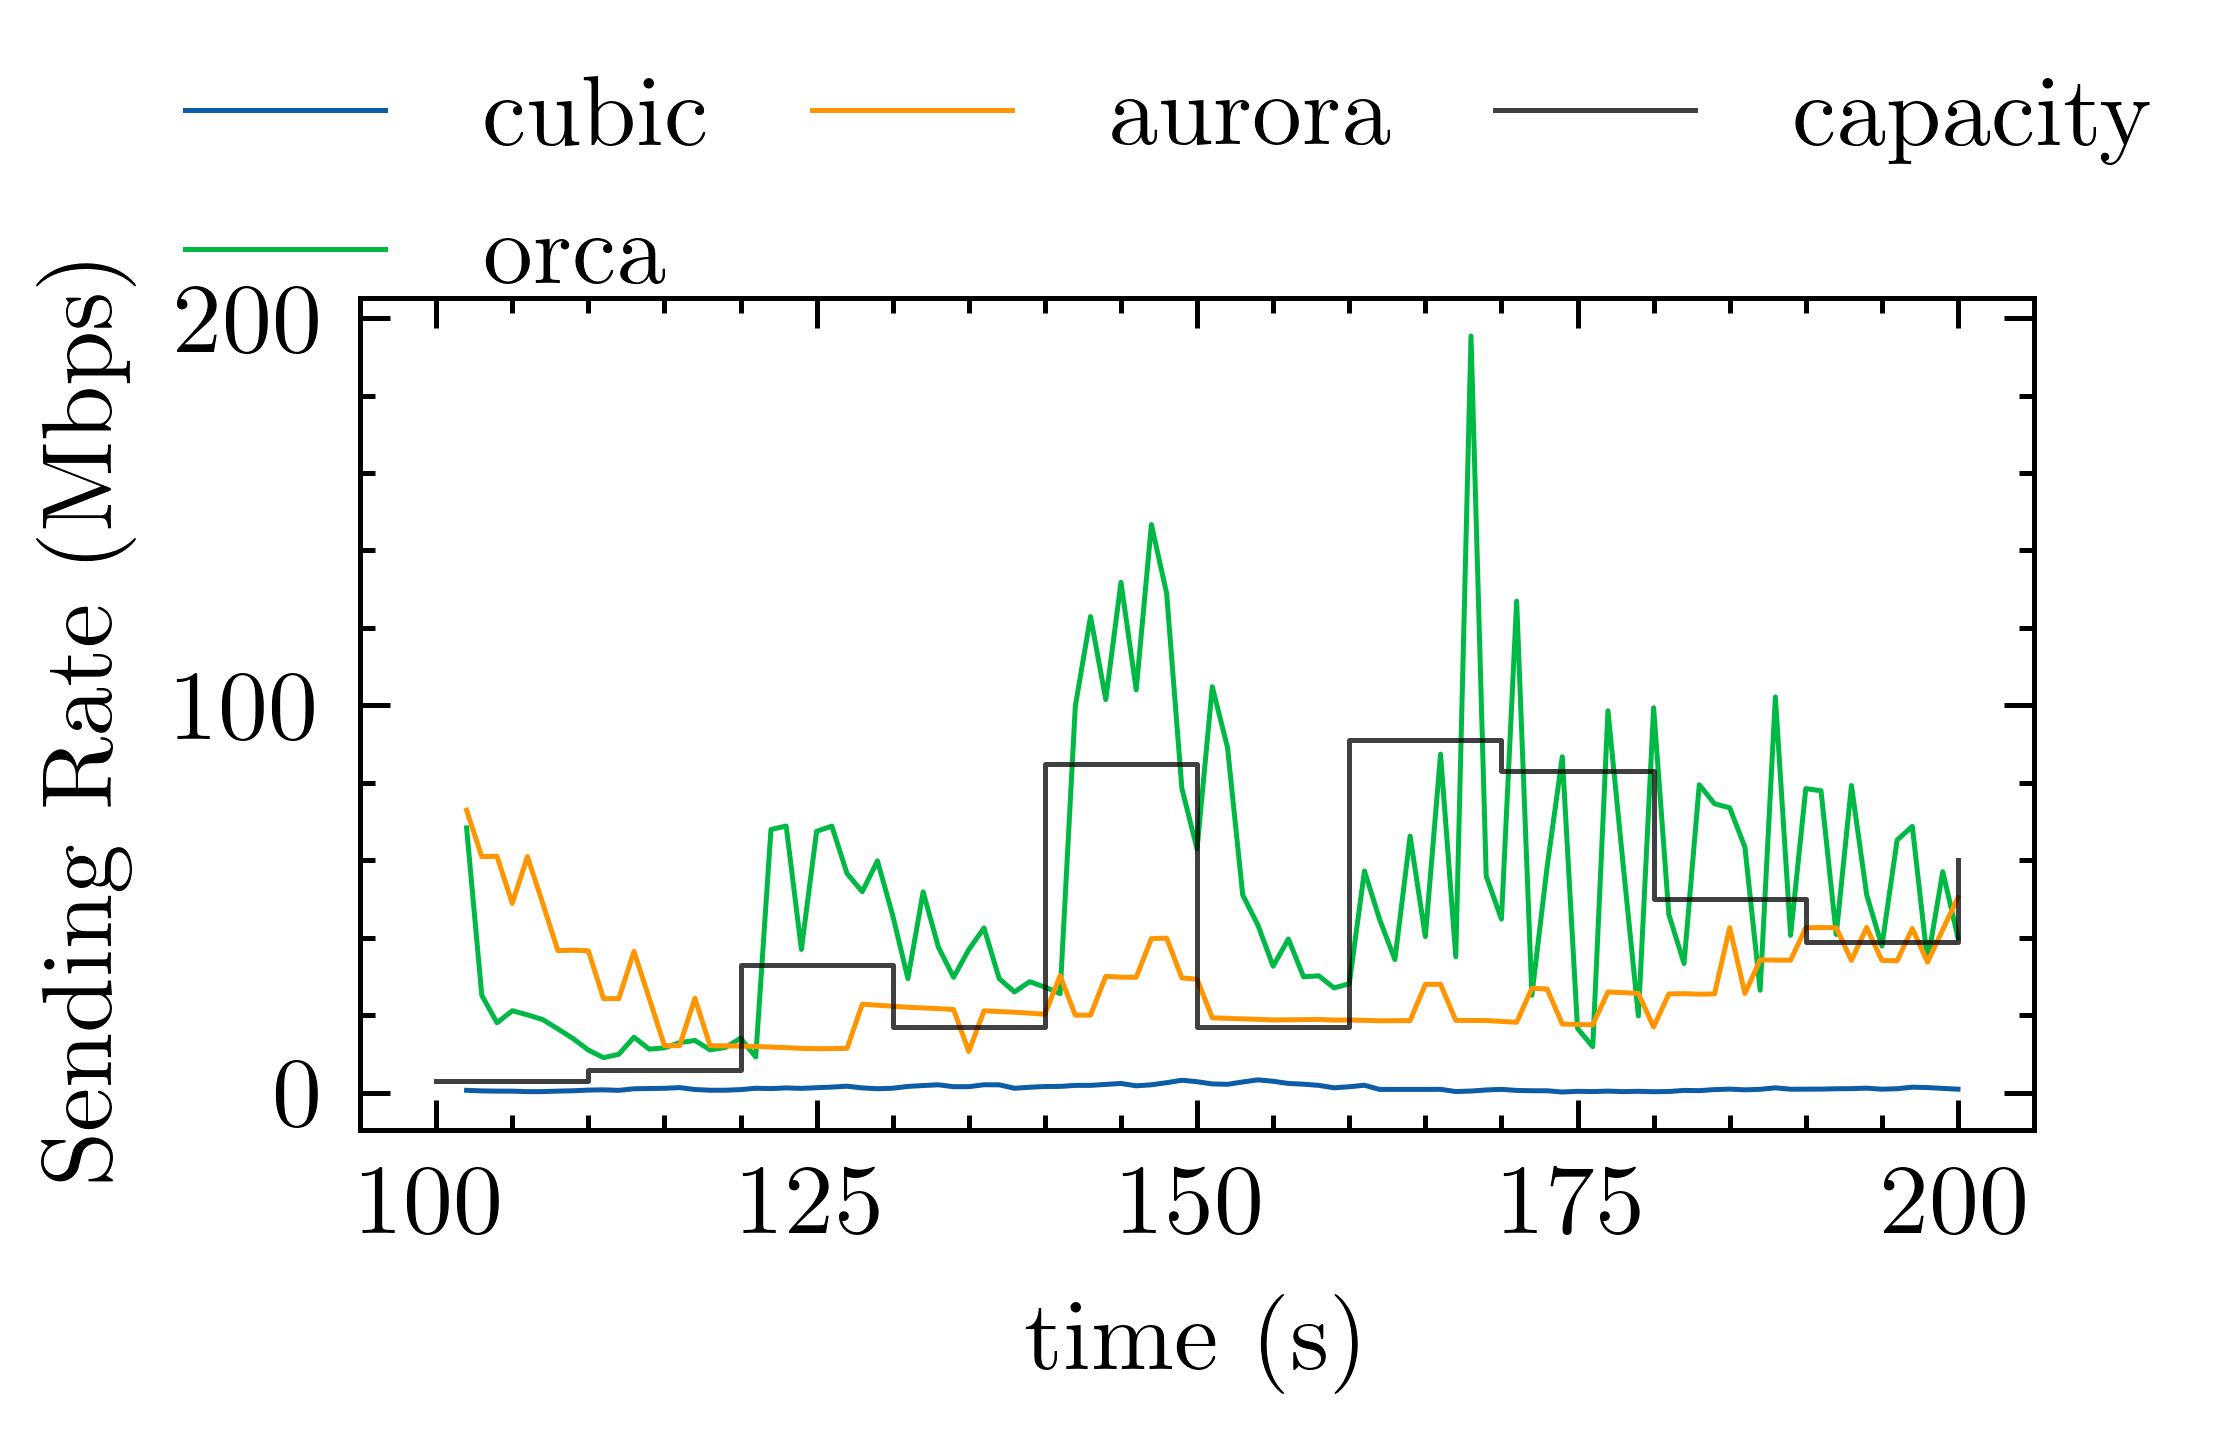 cubic aurora capacity
orca
Sending Rate (Mbps)
200
100
0
100 125 150 175 200
time (s)